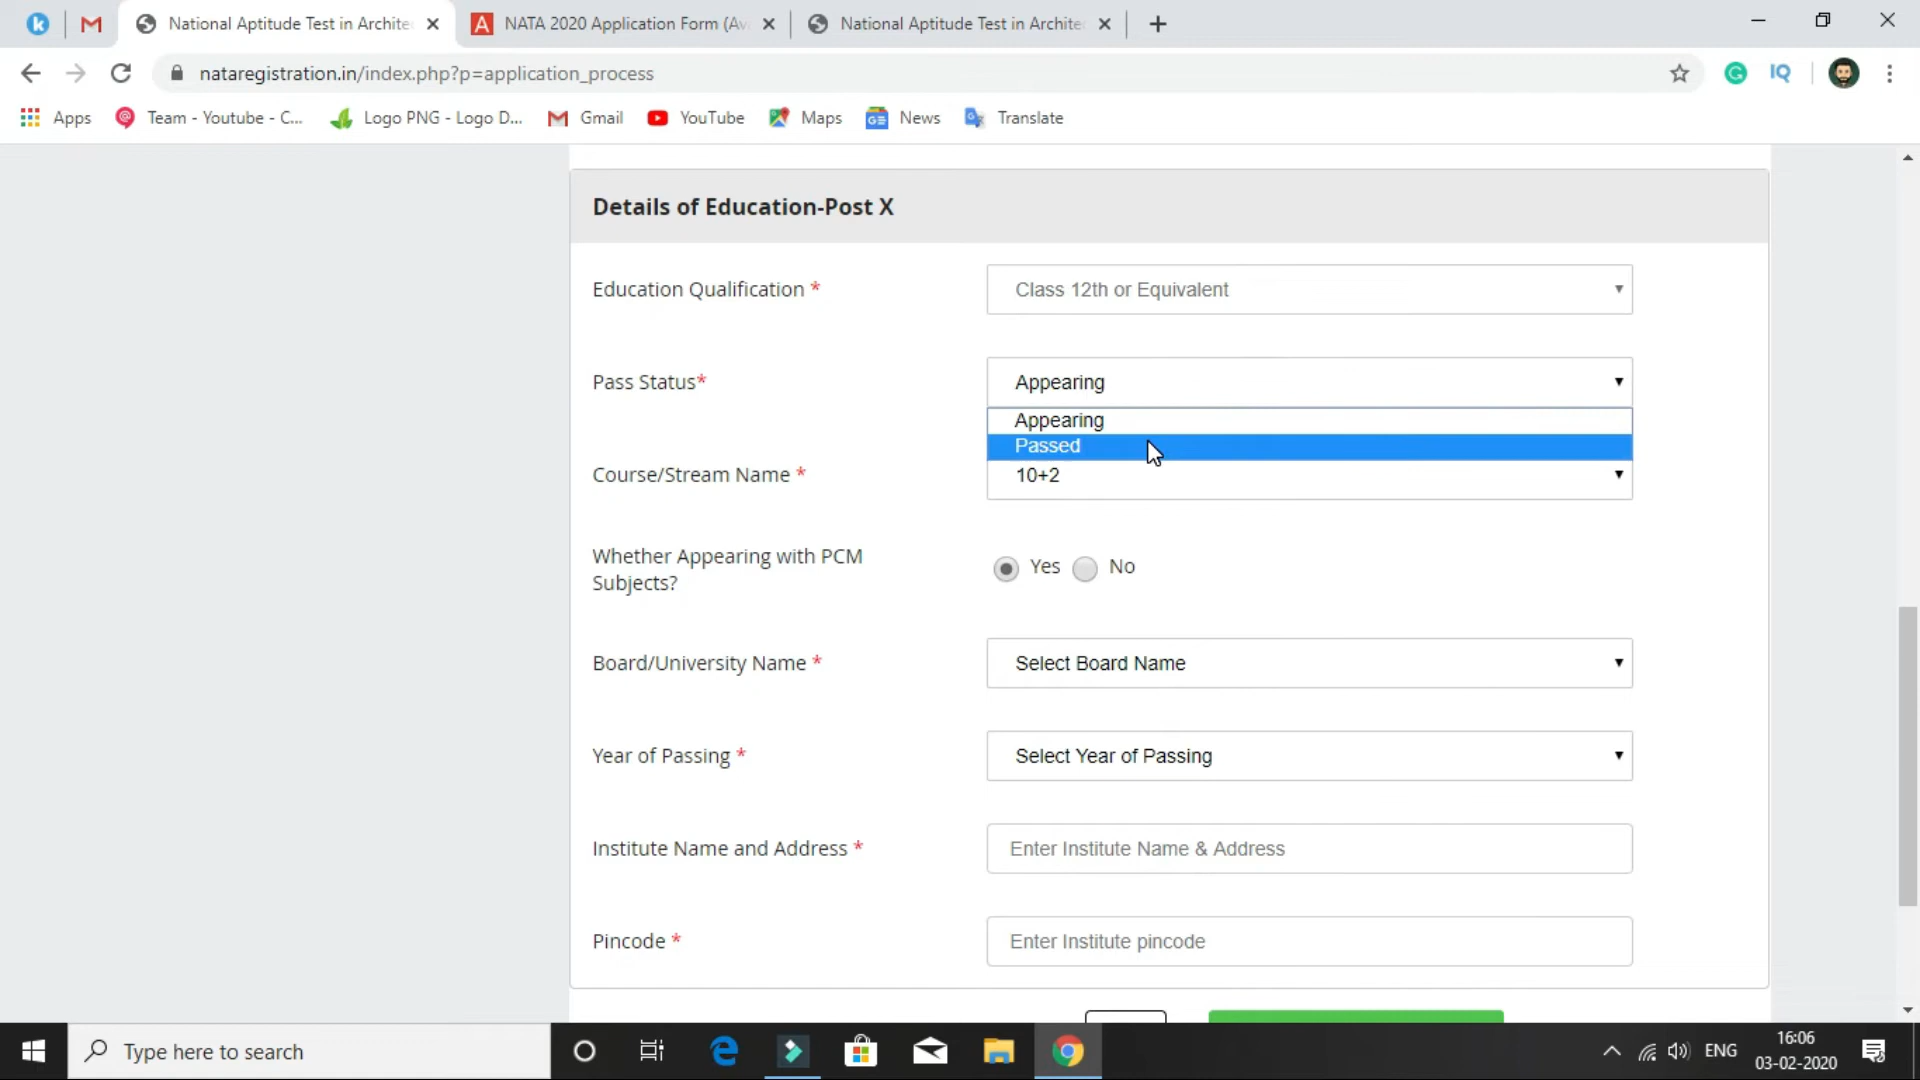 National Aptitude Test in Archite
NATA 2020 Application Form (Av
National Aptitude Test in Archite
nataregistration.in/index.php?p=application_process
Apps
Team - Youtube - C...
Logo PNG - Logo D...
Gmail
YouTube
Maps
News
Translate
Details of Education-Post X
Education Qualification *
Class 12th or Equivalent
Pass Status*
Appearing
Appearing
Passed
Course/Stream Name *
10+2
Whether Appearing with PCM
Subjects?
Yes
No
Board/University Name *
Select Board Name
Year of Passing *
Select Year of Passing
Institute Name and Address *
Enter Institute Name & Address
Pincode *
Enter Institute pincode
Type here to search
ENG
16:06
03-02-2020